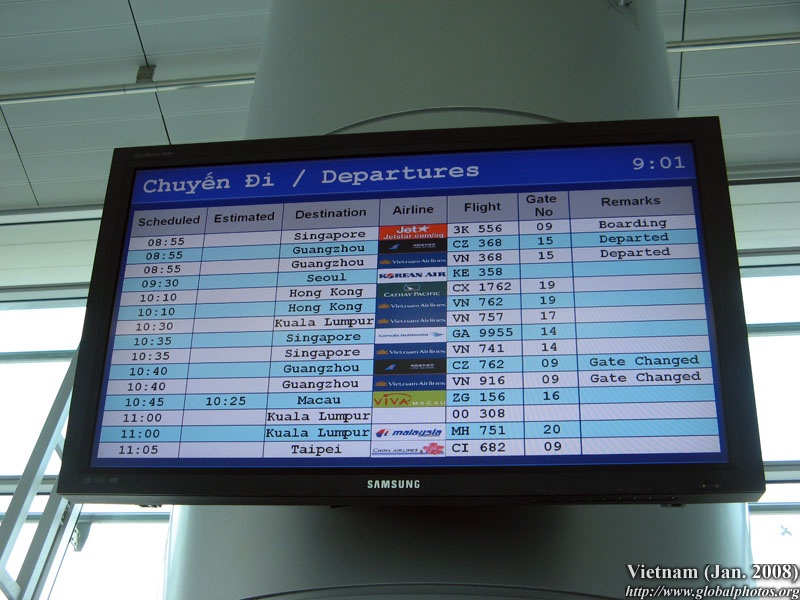 Chuyến Đi / Departures 9:01
Scheduled Estimated Destination Airline Flight Gate No Remarks
08:55 Singapore Jet★ Jetstar.com/sg 3K 556 09 Boarding
08:55 Guangzhou CZ 368 15 Departed
08:55 Guangzhou Vietnam Airlines VN 368 15 Departed
09:30 Seoul KOREAN AIR KE 358
10:10 Hong Kong CATHAY PACIFIC CX 1762 19
10:10 Hong Kong Vietnam Airlines VN 762 19
10:30 Kuala Lumpur Vietnam Airlines VN 757 17
10:35 Singapore Garuda Indonesia GA 9955 14
10:35 Singapore Vietnam Airlines VN 741 14
10:40 Guangzhou CZ 762 09 Gate Changed
10:40 Guangzhou Vietnam Airlines VN 916 09 Gate Changed
10:45 10:25 Macau VIVA MACAU ZG 156 16
11:00 Kuala Lumpur OO 308
11:00 Kuala Lumpur malaysia MH 751 20
11:05 Taipei CHINA AIRLINES CI 682 09
SAMSUNG
Vietnam (Jan. 2008)
http://www.globalphotos.org